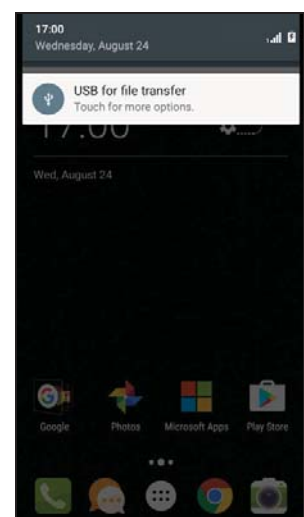 17:00
Wednesday, August 24
USB for file transfer
Touch for more options.
17:00
Wed, August 24
Google
Photos
Microsoft Apps
Play Store